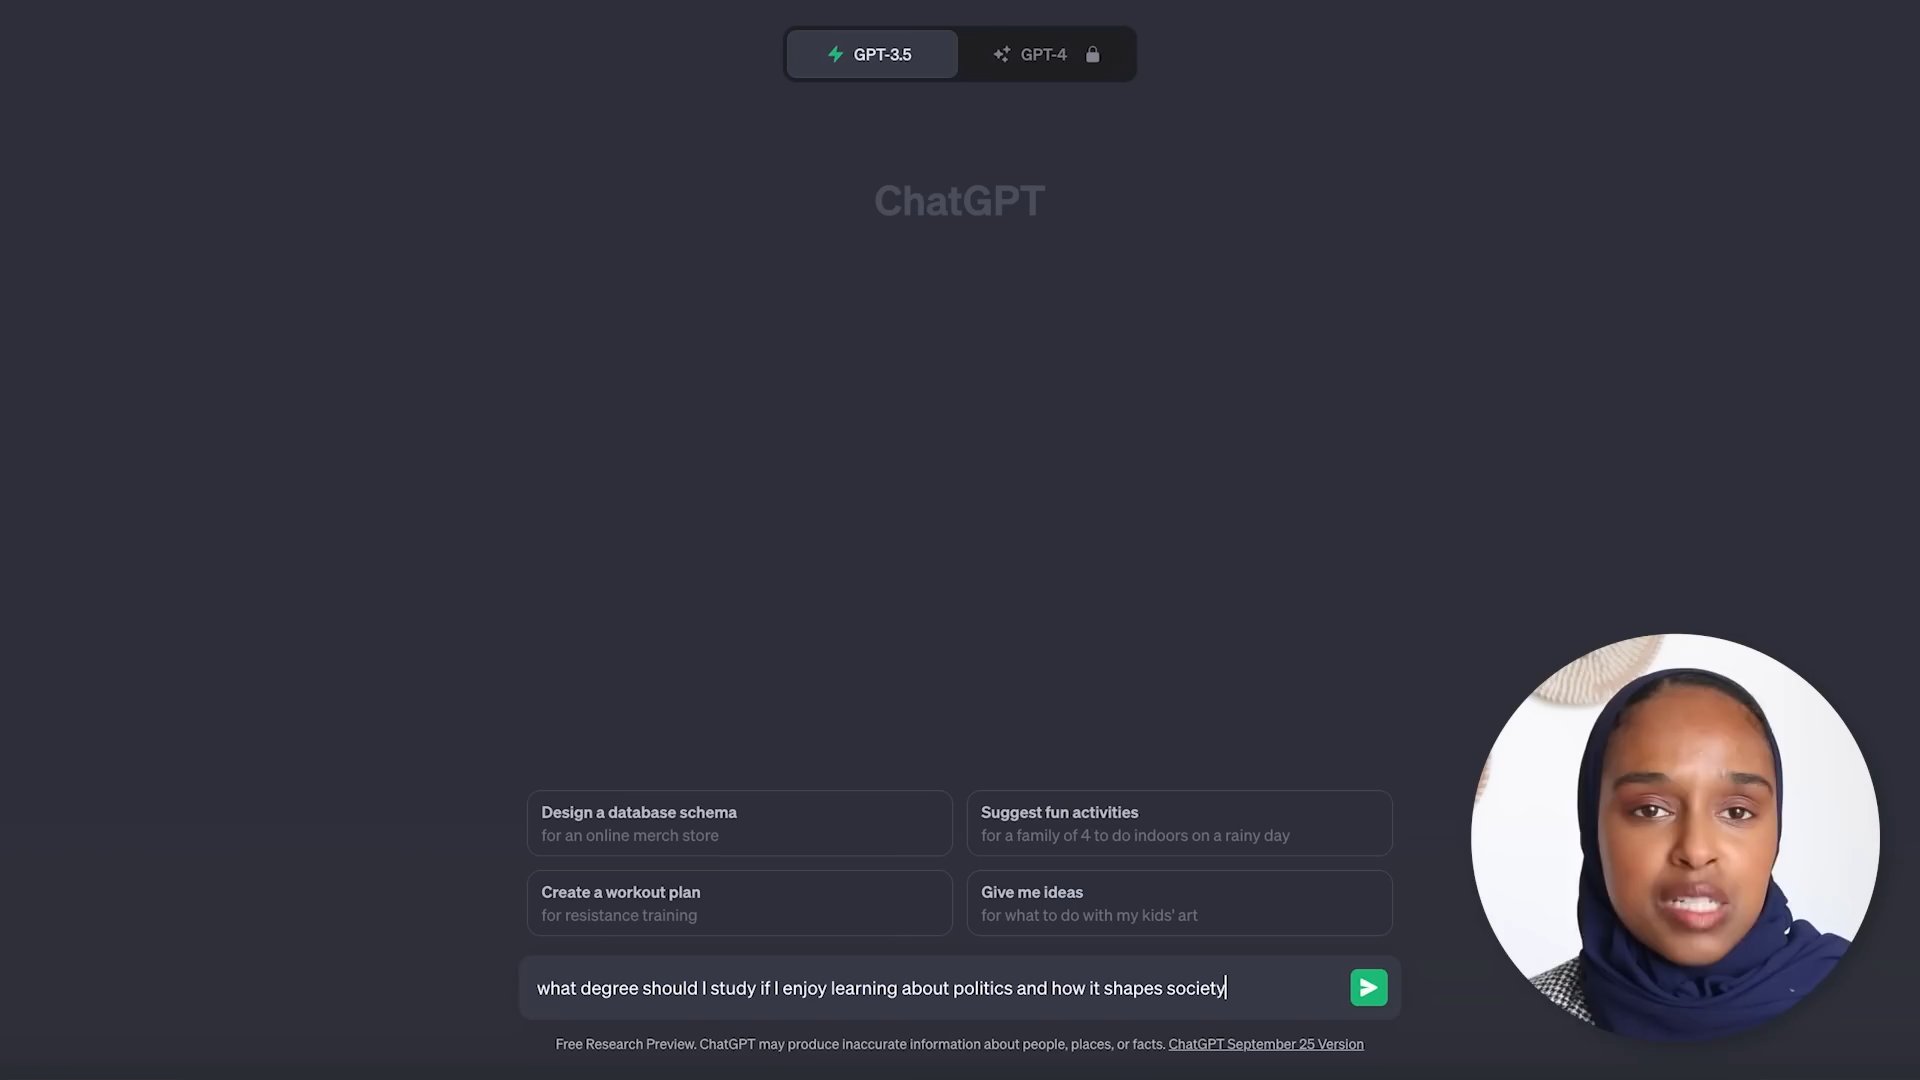 GPT-3.5
GPT-4
ChatGPT
Design a database schema
for an online merch store
Suggest fun activities
for a family of 4 to do indoors on a rainy day
Create a workout plan
for resistance training
Give me ideas
for what to do with my kids' art
what degree should I study if I enjoy learning about politics and how it shapes society
Free Research Preview. ChatGPT may produce inaccurate information about people, places, or facts. ChatGPT September 25 Version